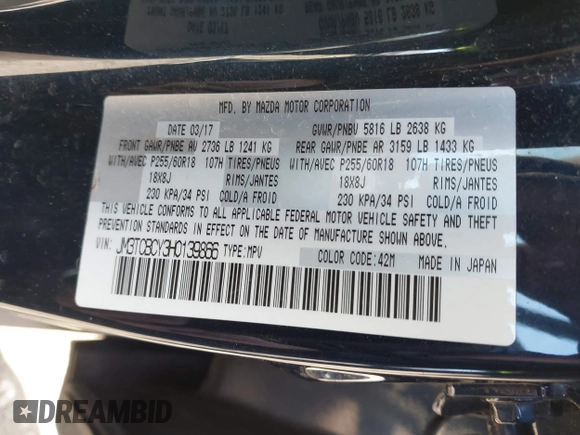 MFD. BY MAZDA MOTOR CORPORATION
DATE 03/17 GVWR/PNBV 5816 LB 2638 KG
FRONT GAWR/PNBE AV 2736 LB 1241 KG REAR GAWR/PNBE AR 3159 LB 1433 KG
WITH/AVEC P255/60R18 107H TIRES/PNEUS WITH/AVEC P255/60R18 107H TIRES/PNEUS
18X8J RIMS/JANTES 18X8J RIMS/JANTES
230 KPA/34 PSI COLD/A FROID 230 KPA/34 PSI COLD/A FROID
THIS VEHICLE CONFORMS TO ALL APPLICABLE FEDERAL MOTOR VEHICLE SAFETY AND THEFT
PREVENTION STANDARDS IN EFFECT ON THE DATE OF MANUFACTURE SHOWN ABOVE.
VIN: JM3TCBCY3H0139866 TYPE:MPV COLOR CODE:42M MADE IN JAPAN
DREAMBID